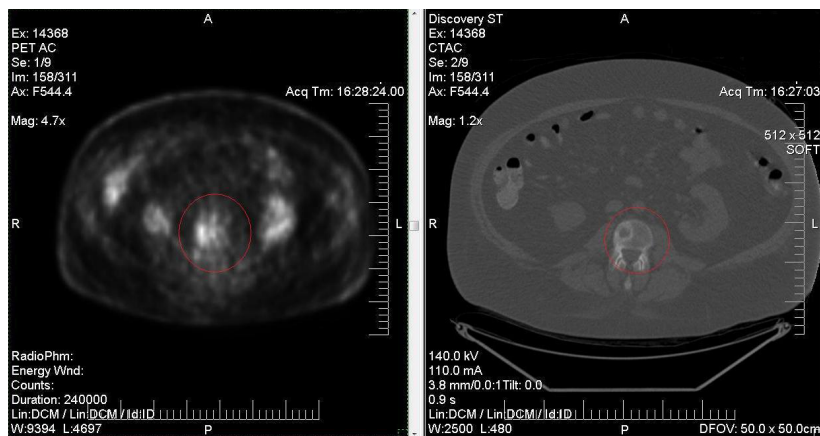 A
Ex: 14368
PET AC
Se: 1/9
Im: 158/311
Ax: F544.4
Acq Tm: 16:28:24.00
Mag: 4.7x
R
L
RadioPhm:
Energy Wnd:
Counts:
Duration: 240000
Lin:DCM / Lin:DCM / Id:ID
W:9394 L:4697
P
Discovery ST
A
Ex: 14368
CTAC
Se: 2/9
Im: 158/311
Ax: F544.4
Acq Tm: 16:27:03
Mag: 1.2x
512 x 512
SOFT
R
L
140.0 kV
110.0 mA
3.8 mm/0.0:1Tilt: 0.0
0.9 s
Lin:DCM / Lin:DCM / Id:ID
W:2500 L:480
P
DFOV: 50.0 x 50.0cm